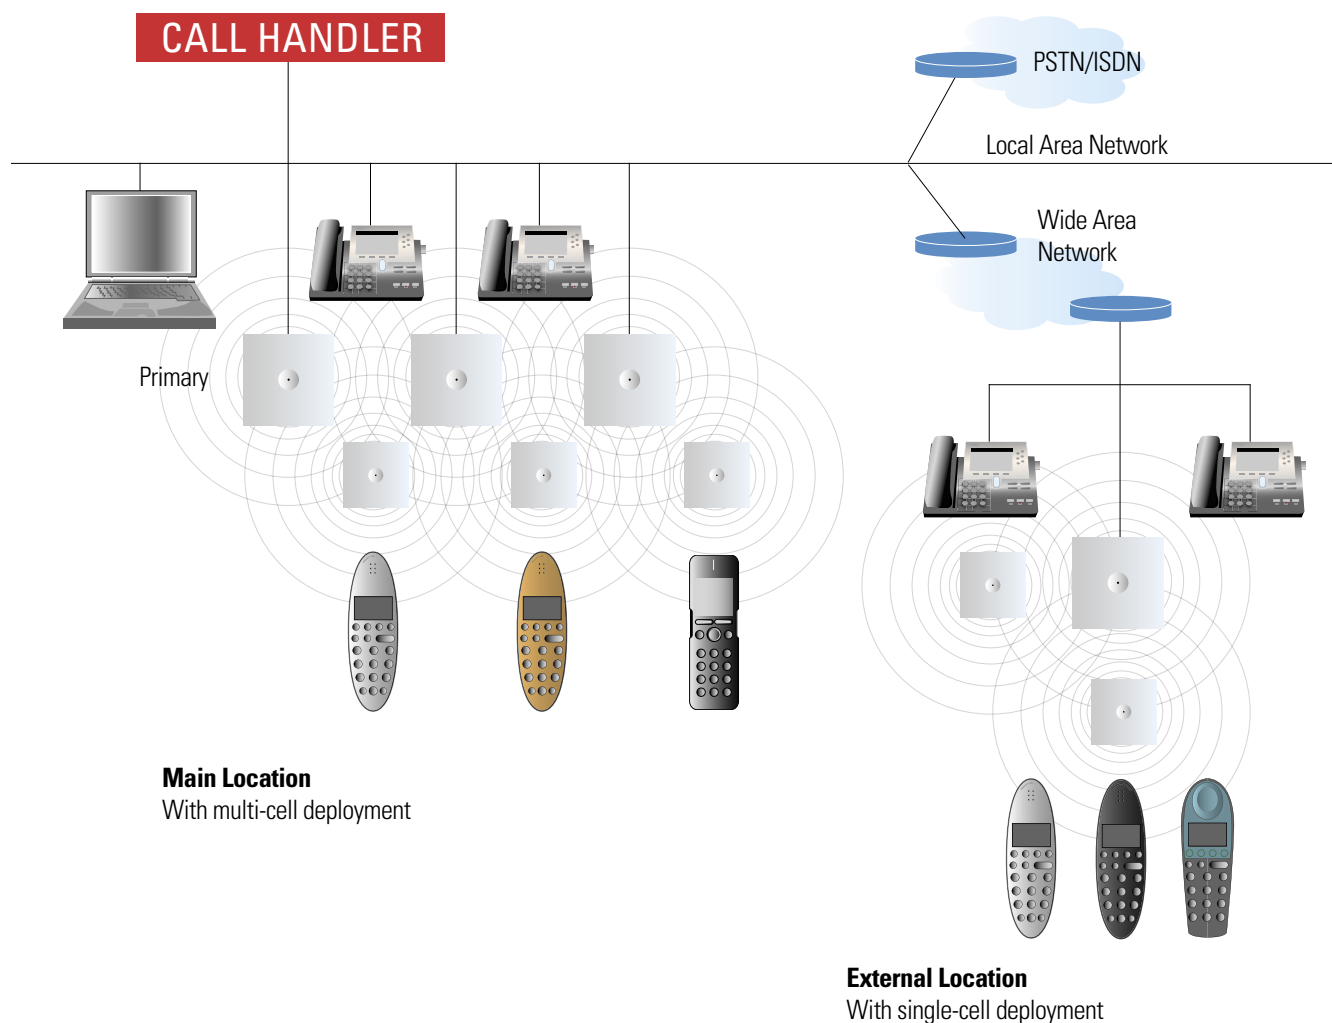 CALL HANDLER
PSTN/ISDN
Local Area Network
Wide Area
Network
Primary
Main Location
With multi-cell deployment
External Location
With single-cell deployment